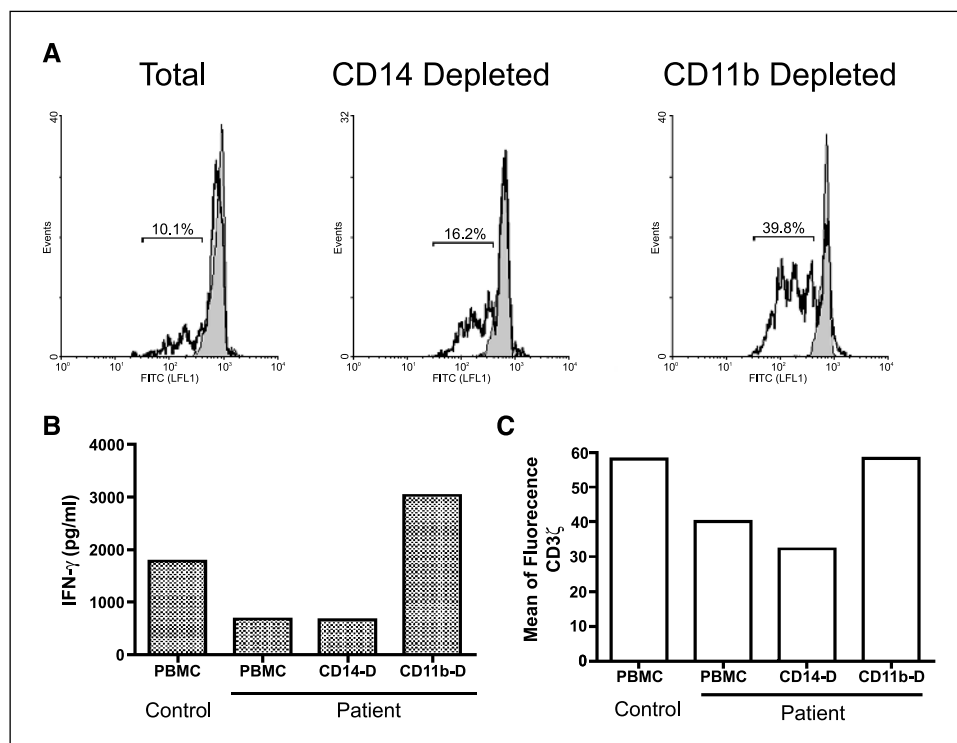 A
Total
CD14 Depleted
CD11b Depleted
40
Events
0
10.1%
10⁰ 10¹ 10² 10³ 10⁴
FITC (LFL1)
32
Events
0
16.2%
10⁰ 10¹ 10² 10³ 10⁴
FITC (LFL1)
40
Events
0
39.8%
10⁰ 10¹ 10² 10³ 10⁴
FITC (LFL1)
B
IFN-γ (pg/ml)
4000
3000
2000
1000
0
PBMC PBMC CD14-D CD11b-D
Control Patient
C
Mean of Fluorecence
CD3ζ
60
50
40
30
20
10
0
PBMC PBMC CD14-D CD11b-D
Control Patient